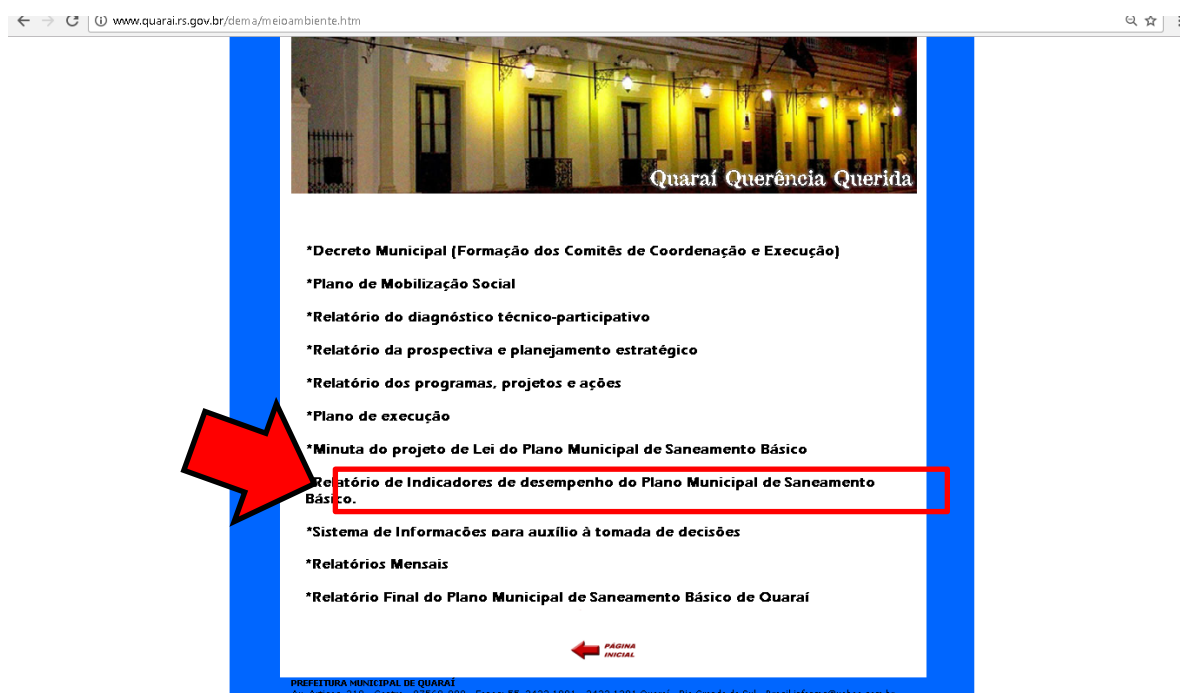 www.quarai.rs.gov.br/dema/meioambiente.htm
Quaraí Querência Querida
*Decreto Municipal (Formação dos Comitês de Coordenação e Execução)
*Plano de Mobilização Social
*Relatório do diagnóstico técnico-participativo
*Relatório da prospectiva e planejamento estratégico
*Relatório dos programas, projetos e ações
*Plano de execução
*Minuta do projeto de Lei do Plano Municipal de Saneamento Básico
*Relatório de Indicadores de desempenho do Plano Municipal de Saneamento
Básico.
*Sistema de Informações para auxílio à tomada de decisões
*Relatórios Mensais
*Relatório Final do Plano Municipal de Saneamento Básico de Quaraí
PÁGINA
INICIAL
PREFEITURA MUNICIPAL DE QUARAÍ